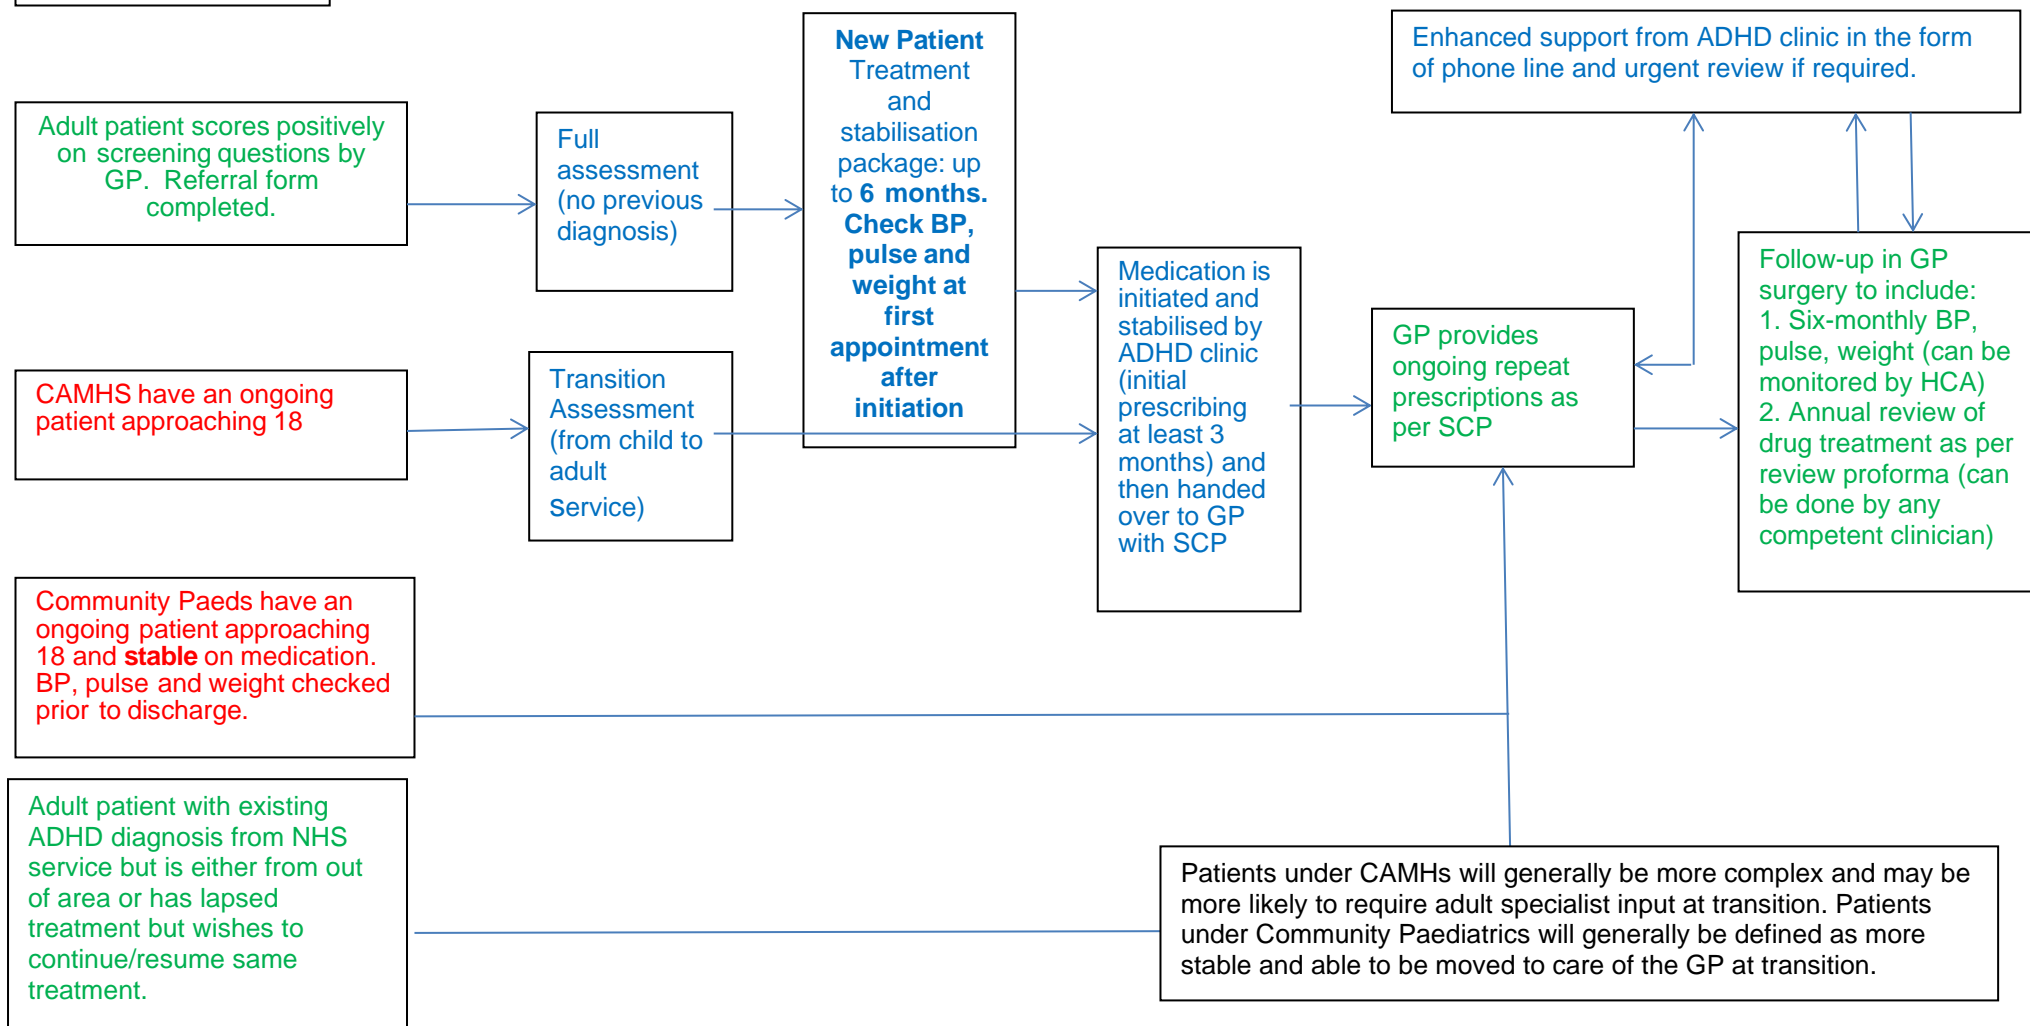 Adult patient scores positively
on screening questions by
GP. Referral form
completed.
Full
assessment
(no previous
diagnosis)
New Patient
Treatment
and
stabilisation
package: up
to 6 months.
Check BP,
pulse and
weight at
first
appointment
after
initiation
Enhanced support from ADHD clinic in the form
of phone line and urgent review if required.
CAMHS have an ongoing
patient approaching 18
Transition
Assessment
(from child to
adult
service)
Medication is
initiated and
stabilised by
ADHD clinic
(initial
prescribing
at least 3
months) and
then handed
over to GP
with SCP
GP provides
ongoing repeat
prescriptions as
per SCP
Follow-up in GP
surgery to include:
1. Six-monthly BP,
pulse, weight (can be
monitored by HCA)
2. Annual review of
drug treatment as per
review proforma (can
be done by any
competent clinician)
Community Paeds have an
ongoing patient approaching
18 and stable on medication.
BP, pulse and weight checked
prior to discharge.
Adult patient with existing
ADHD diagnosis from NHS
service but is either from out
of area or has lapsed
treatment but wishes to
continue/resume same
treatment.
Patients under CAMHs will generally be more complex and may be
more likely to require adult specialist input at transition. Patients
under Community Paediatrics will generally be defined as more
stable and able to be moved to care of the GP at transition.